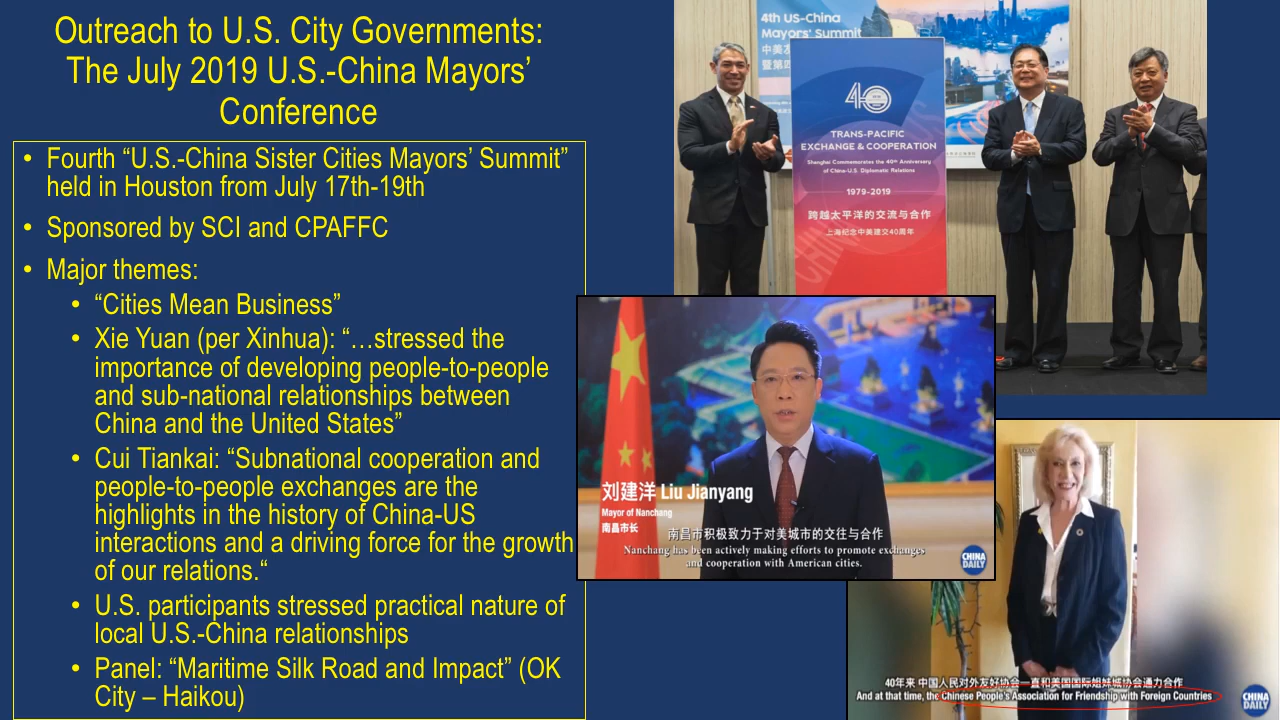 Outreach to U.S. City Governments:
The July 2019 U.S.-China Mayors’
Conference
• Fourth “U.S.-China Sister Cities Mayors’ Summit”
held in Houston from July 17th-19th
• Sponsored by SCI and CPAFFC
• Major themes:
• “Cities Mean Business”
• Xie Yuan (per Xinhua): “…stressed the
importance of developing people-to-people
and sub-national relationships between
China and the United States”
• Cui Tiankai: “Subnational cooperation and
people-to-people exchanges are the
highlights in the history of China-US
interactions and a driving force for the growth
of our relations.“
• U.S. participants stressed practical nature of
local U.S.-China relationships
• Panel: “Maritime Silk Road and Impact” (OK
City – Haikou)
4th US-China
Mayors' Summit
中美友
暨第四
40
TRANS-PACIFIC
EXCHANGE & COOPERATION
Shanghai Commemorates the 40th Anniversary
of China-U.S. Diplomatic Relations
1979-2019
跨越太平洋的交流与合作
上海纪念中美建交40周年
刘建洋 Liu Jianyang
Mayor of Nanchang
南昌市长
南昌市积极致力于对美城市的交往与合作
Nanchang has been actively making efforts to promote exchanges
and cooperation with American cities.
CHINA
DAILY
40年来 中国人民对外友好协会一直和美国国际姐妹城协会通力合作
And at that time, the Chinese People's Association for Friendship with Foreign Countries
CHINA
DAILY